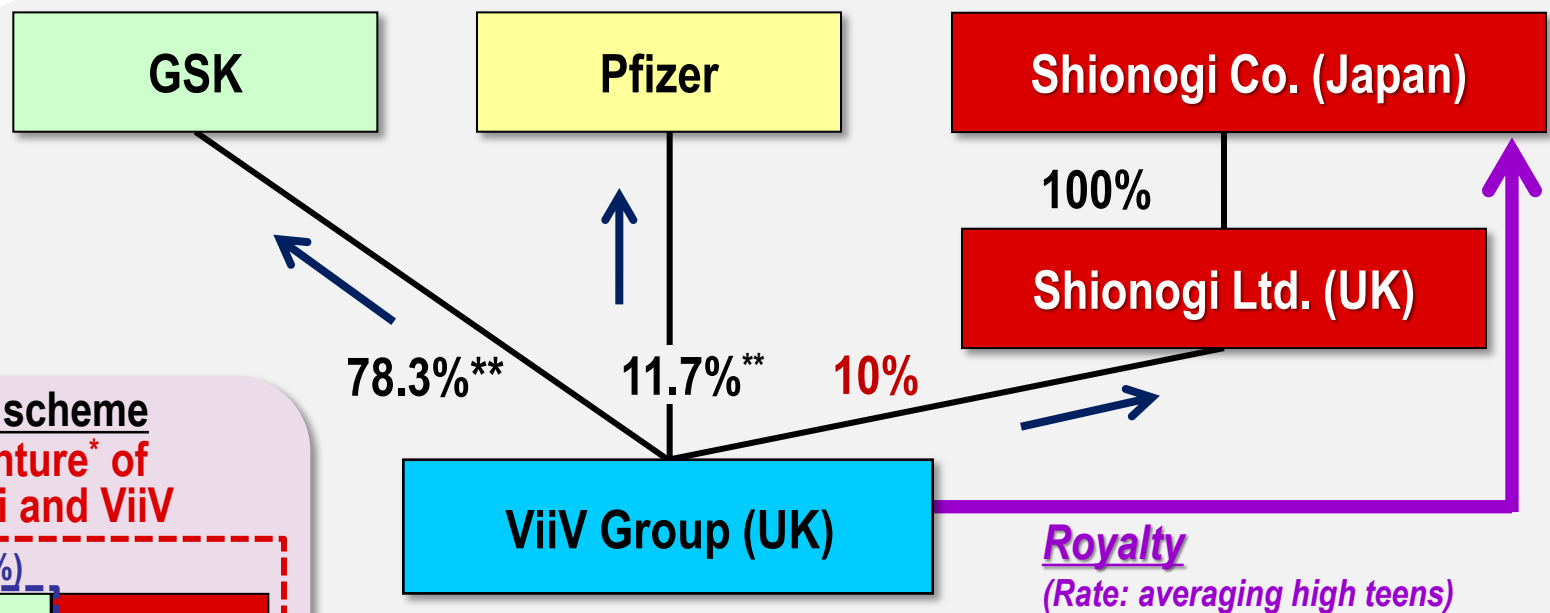 GSK
Pfizer
Shionogi Co. (Japan)
100%
Shionogi Ltd. (UK)
78.3%**
11.7%**
10%
scheme
nture* of
i and ViiV
%)
ViiV Group (UK)
Royalty
(Rate: averaging high teens)